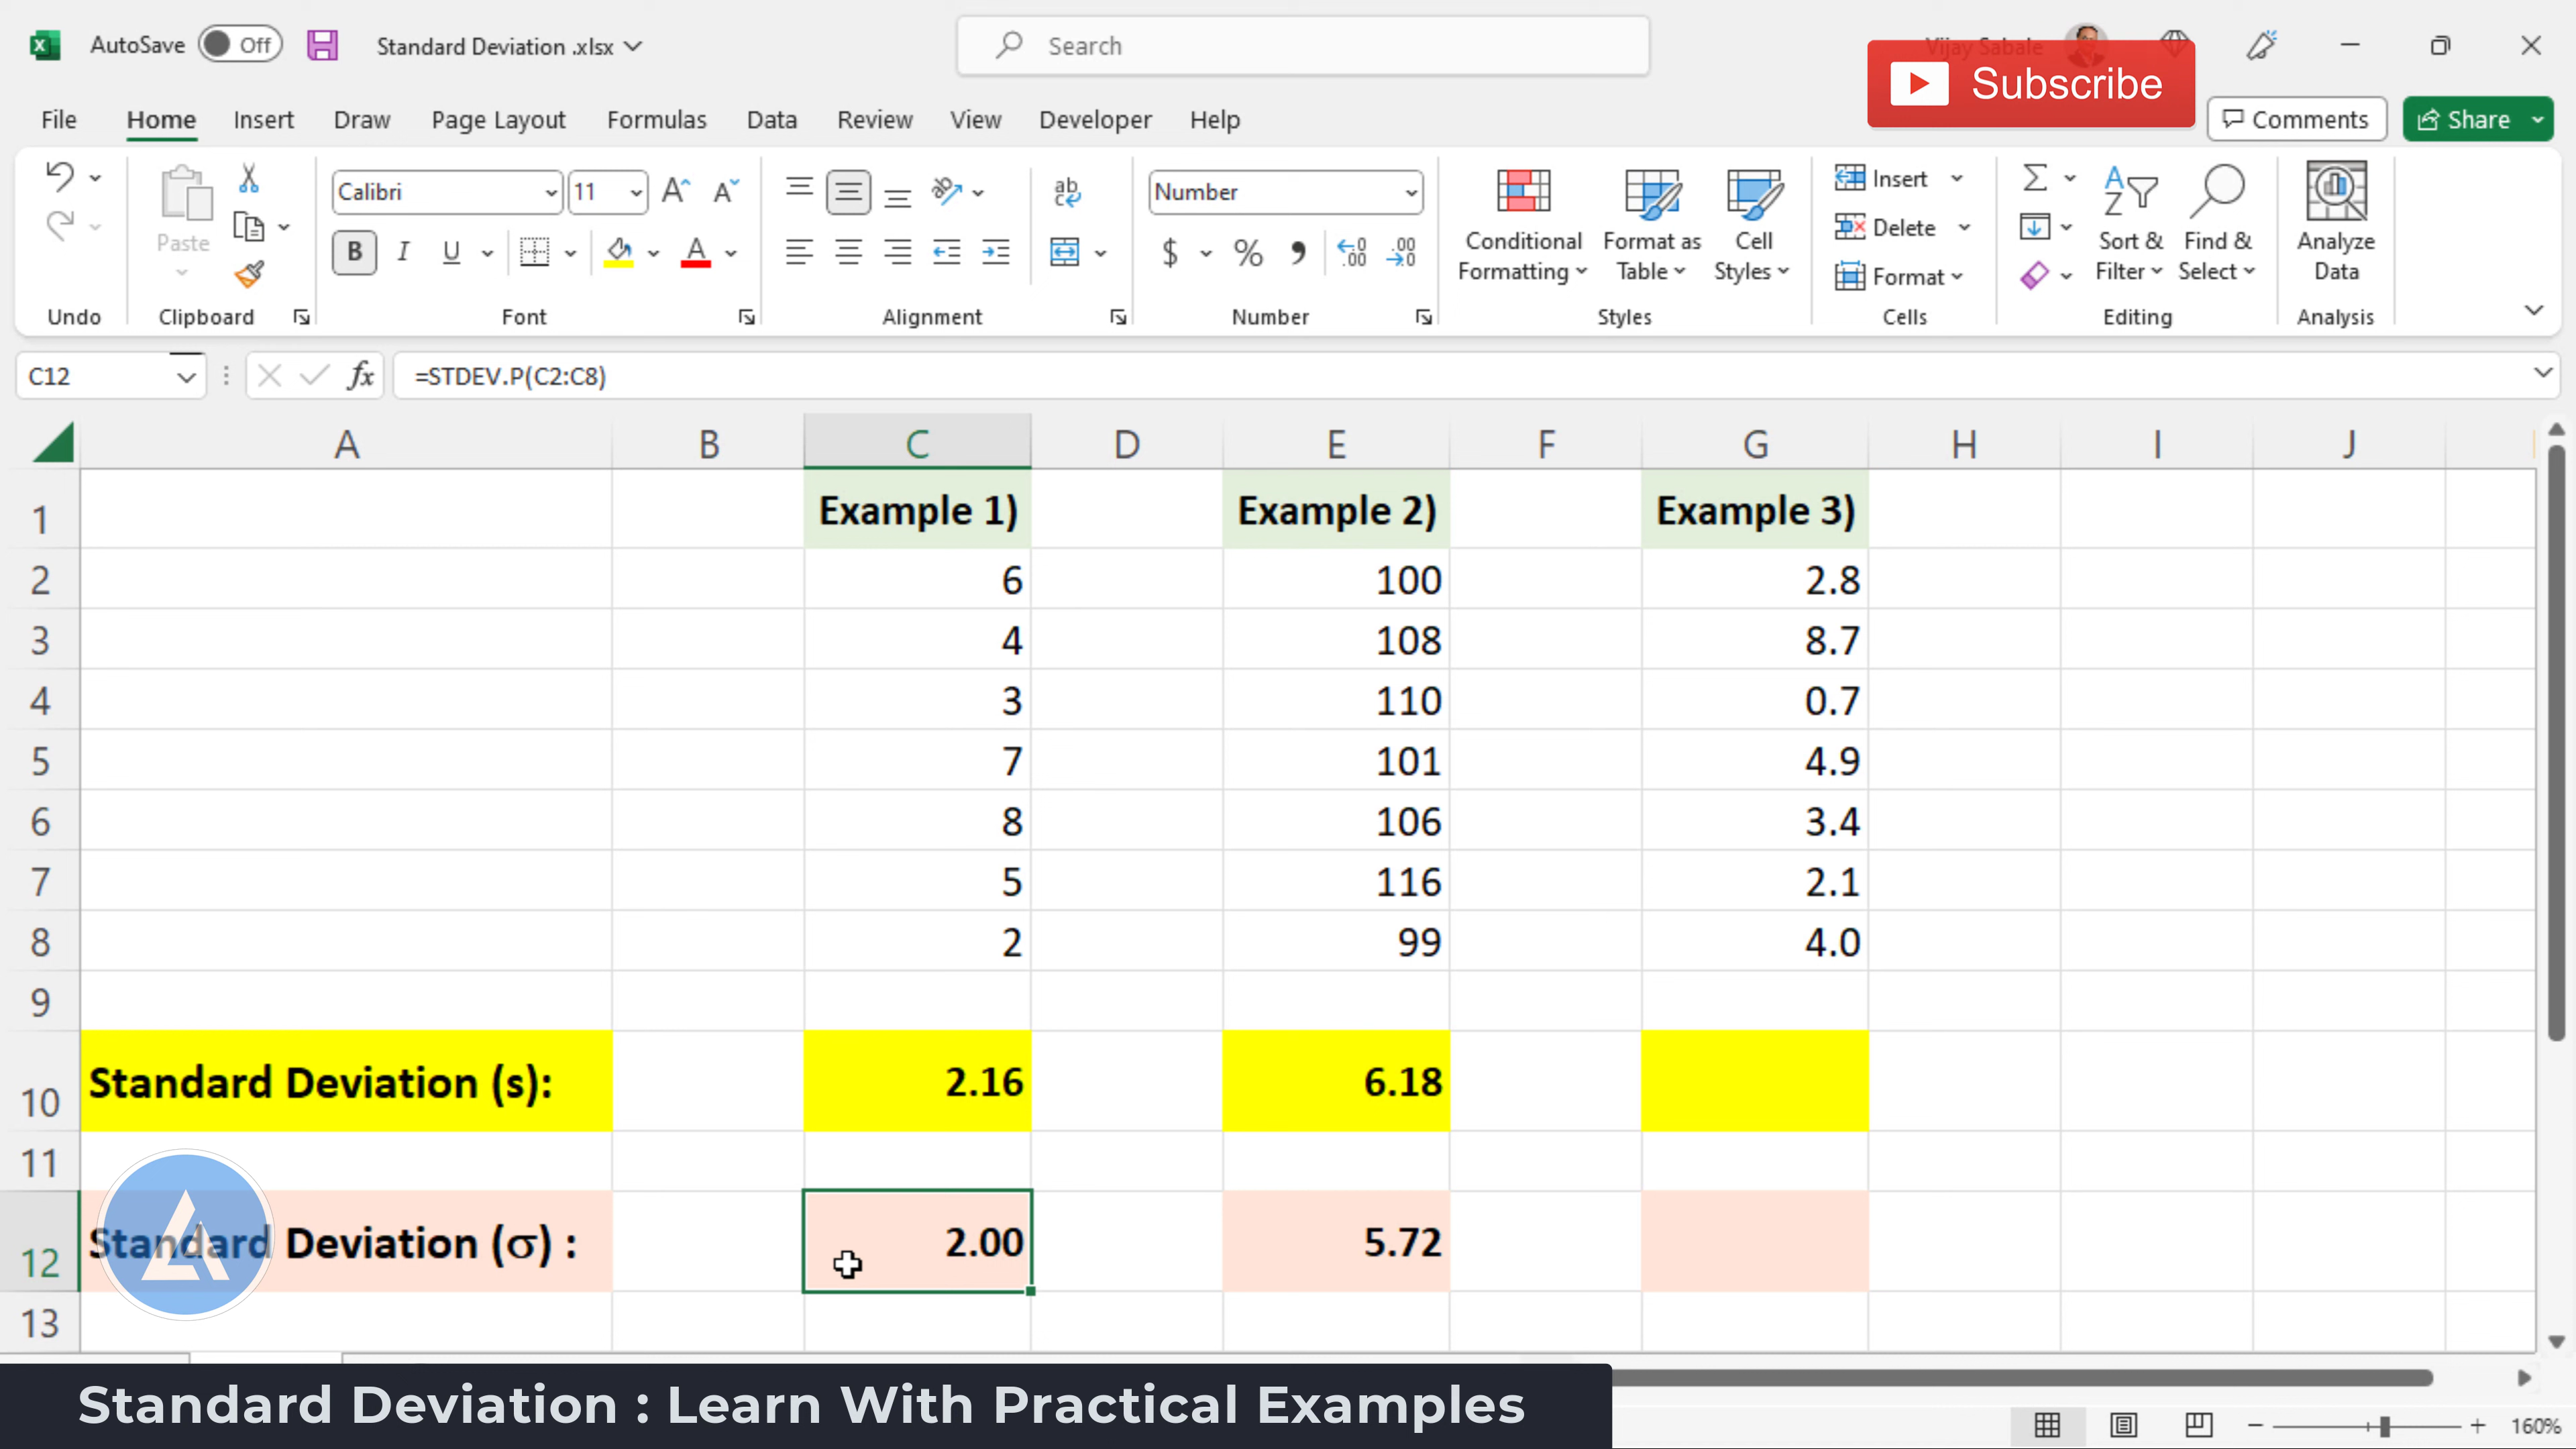 AutoSave Off Standard Deviation .xlsx Search Vijay Sabale
Subscribe
File Home Insert Draw Page Layout Formulas Data Review View Developer Help Comments Share
Paste Calibri 11 Number Conditional Formatting Format as Table Cell Styles Insert Delete Format Sort & Filter Find & Select Analyze Data
Undo Clipboard Font Alignment Number Styles Cells Editing Analysis
C12 fx =STDEV.P(C2:C8)
A B C D E F G H I J
1 Example 1) Example 2) Example 3)
2 6 100 2.8
3 4 108 8.7
4 3 110 0.7
5 7 101 4.9
6 8 106 3.4
7 5 116 2.1
8 2 99 4.0
9
10 Standard Deviation (s): 2.16 6.18
11
12 Standard Deviation (σ) : 2.00 5.72
13
Standard Deviation : Learn With Practical Examples
160%